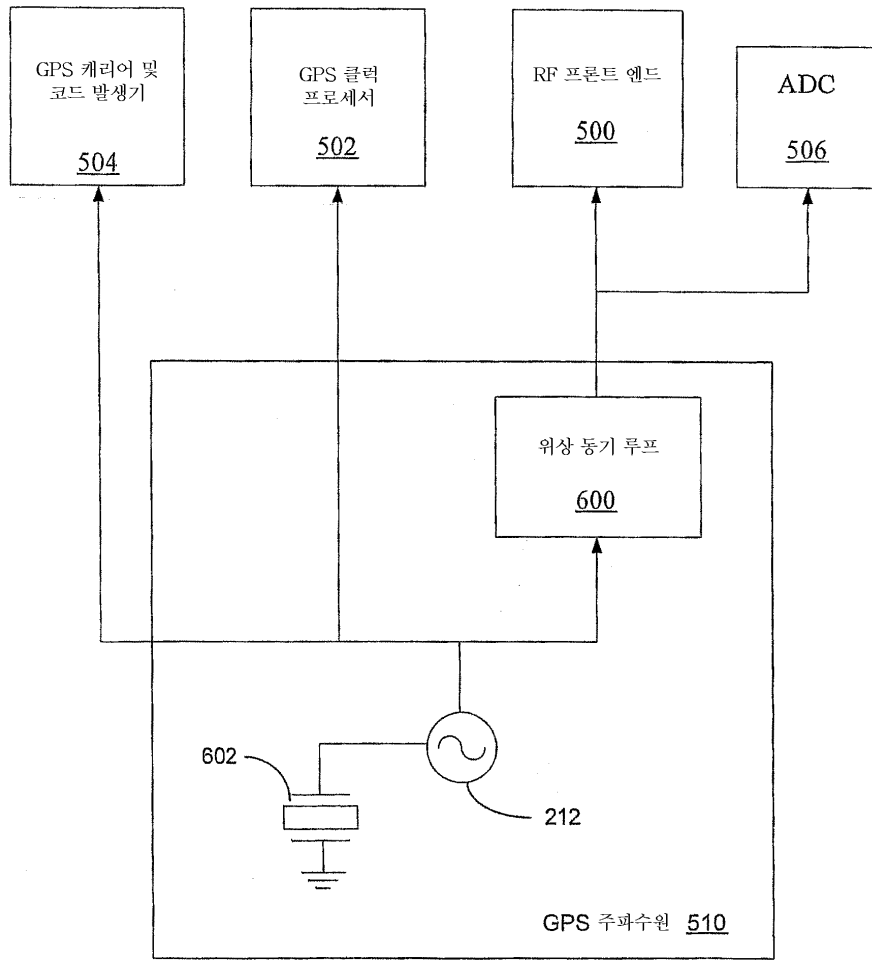 GPS 캐리어 및
코드 발생기
504
GPS 클럭
프로세서
502
RF 프론트 엔드
500
ADC
506
위상 동기 루프
600
602
212
GPS 주파수원 510